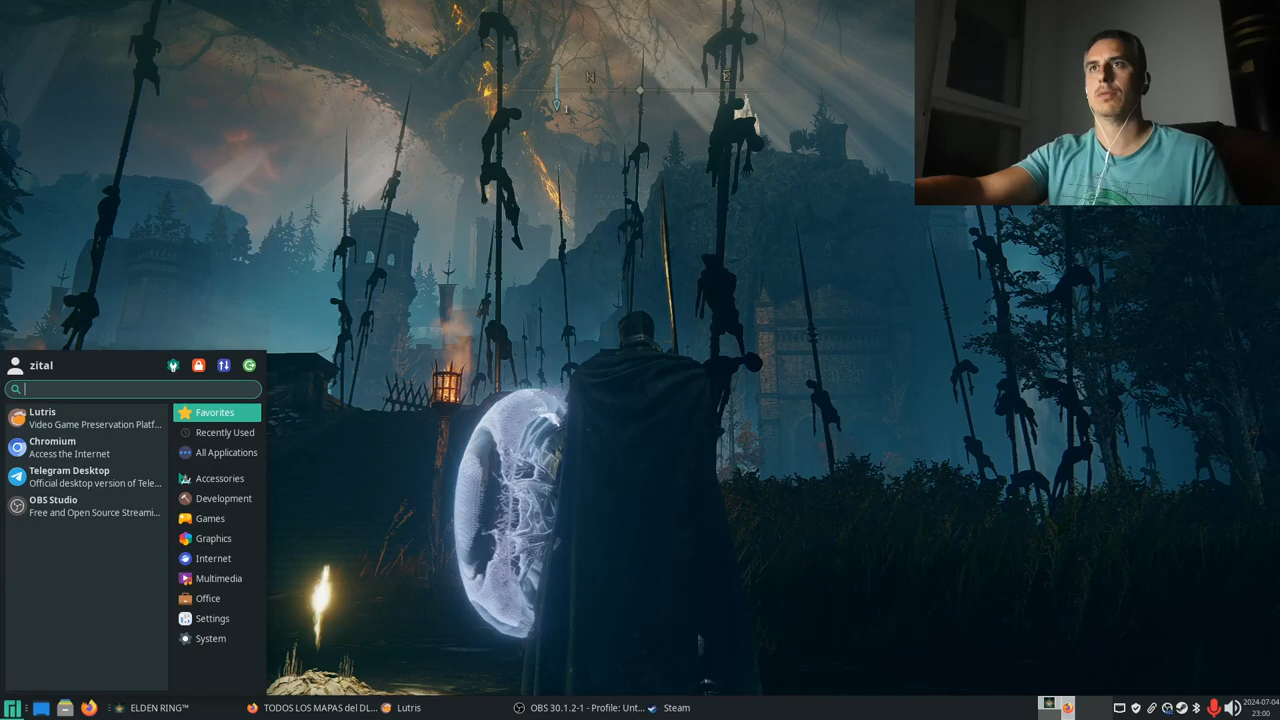 N
E
1
zital
Lutris
Video Game Preservation Platf...
Chromium
Access the Internet
Telegram Desktop
Official desktop version of Tele...
OBS Studio
Free and Open Source Streami...
Favorites
Recently Used
All Applications
Accessories
Development
Games
Graphics
Internet
Multimedia
Office
Settings
System
ELDEN RING™
TODOS LOS MAPAS del DL...
Lutris
OBS 30.1.2-1 - Profile: Unt...
Steam
2024-07-04
23:00